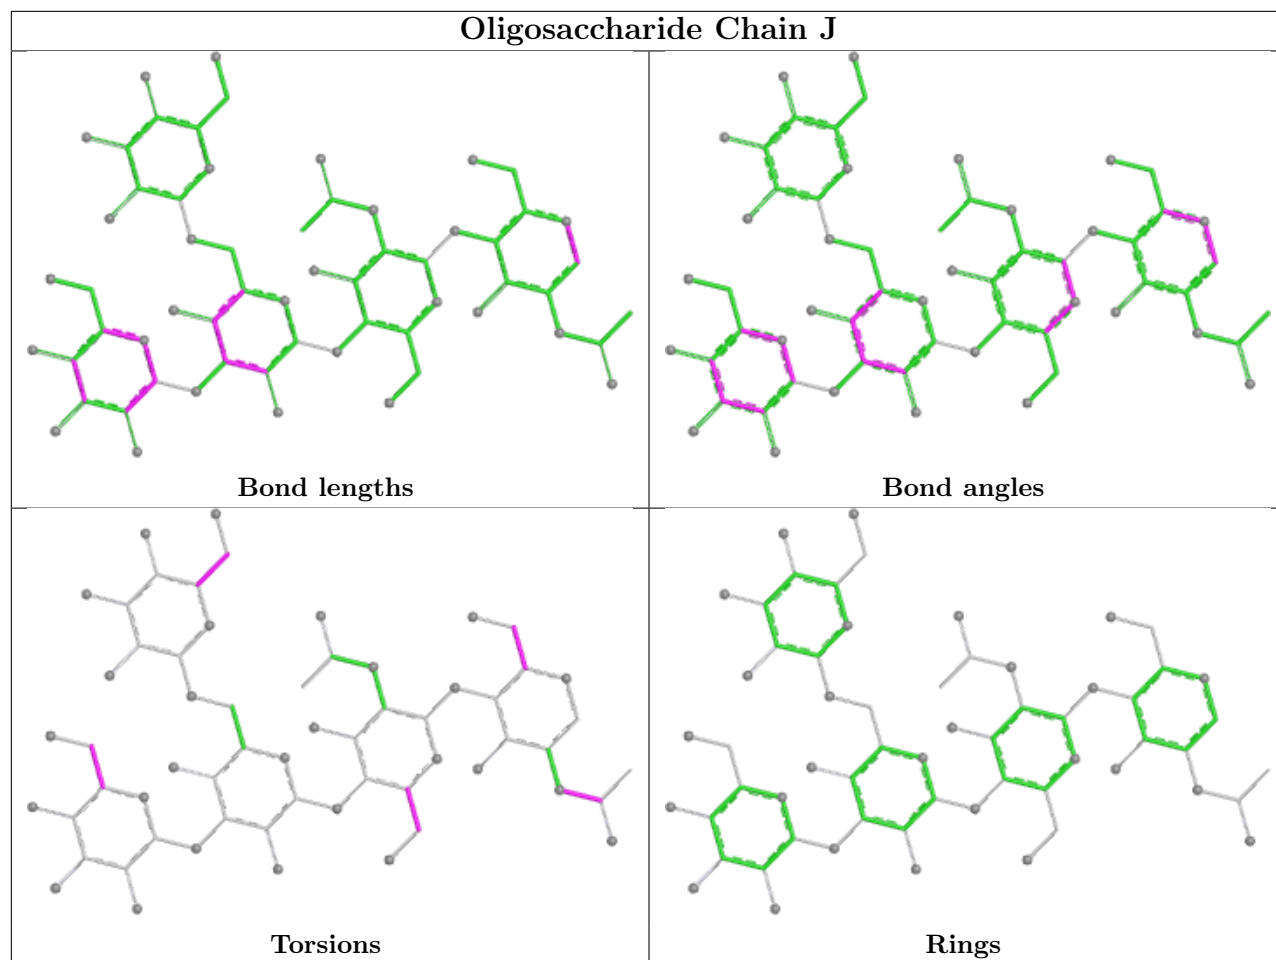 Oligosaccharide Chain J
Bond lengths
Bond angles
Torsions
Rings